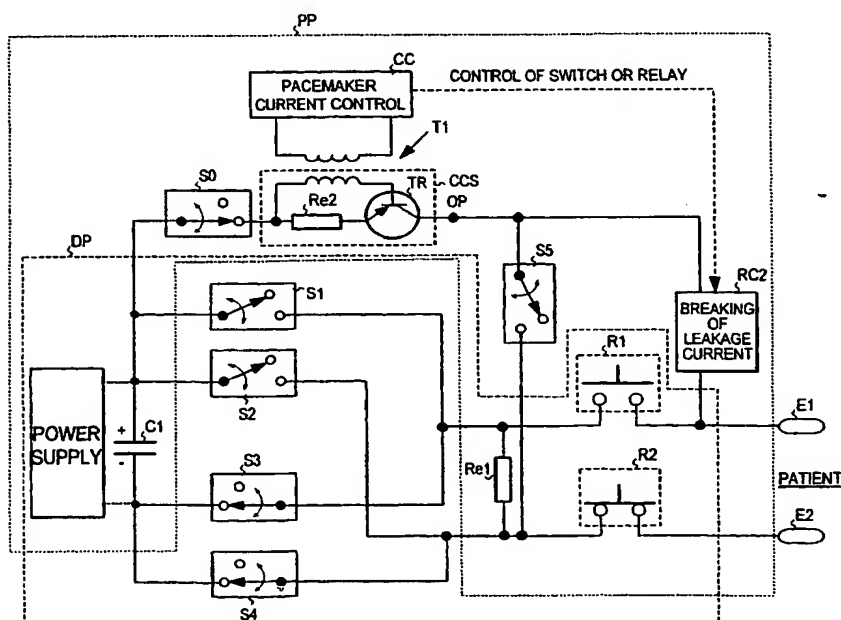 PP
CC
PACEMAKER
CURRENT CONTROL
CONTROL OF SWITCH OR RELAY
T1
S0
TR
CCS
Re2
OP
DP
S5
RC2
S1
BREAKING
OF
LEAKAGE
CURRENT
R1
S2
E1
POWER
SUPPLY
+
C1
-
S3
Re1
R2
PATIENT
E2
S4